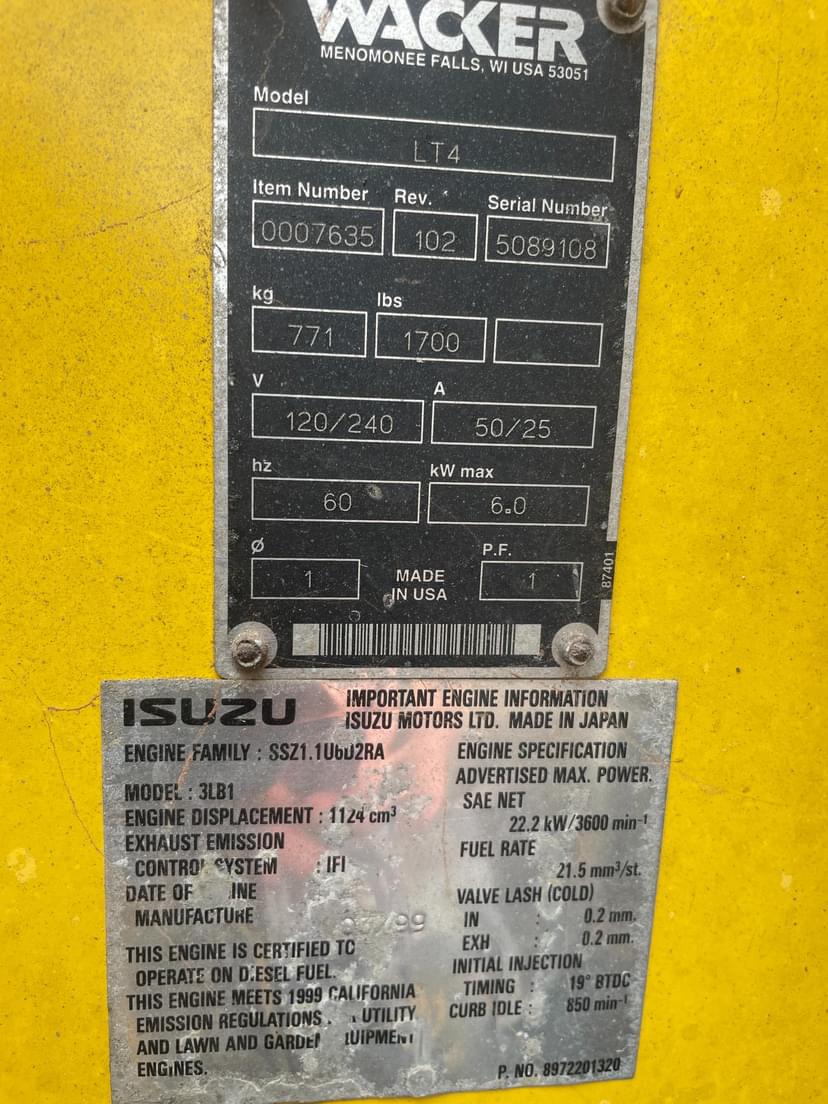 WACKER
MENOMONEE FALLS, WI USA 53051
Model
LT4
Item Number Rev. Serial Number
0007635 102 5089108
kg lbs
771 1700
V A
120/240 50/25
hz kW max
60 6.0
Ø P.F.
1 MADE IN USA 1
87401
ISUZU IMPORTANT ENGINE INFORMATION
ISUZU MOTORS LTD. MADE IN JAPAN
ENGINE FAMILY : SSZ1.1U6D2RA
MODEL : 3LB1
ENGINE DISPLACEMENT : 1124 cm³
EXHAUST EMISSION
CONTROL SYSTEM : IFI
DATE OF
MANUFACTURE /99
THIS ENGINE IS CERTIFIED TO
OPERATE ON DIESEL FUEL.
THIS ENGINE MEETS 1999 CALIFORNIA
EMISSION REGULATIONS UTILITY
AND LAWN AND GARDEN
ENGINES.
ENGINE SPECIFICATION
ADVERTISED MAX. POWER.
SAE NET
22.2 kW/3600 min⁻¹
FUEL RATE
21.5 mm³/st.
VALVE LASH (COLD)
IN : 0.2 mm.
EXH : 0.2 mm.
INITIAL INJECTION
TIMING : 19° BTDC
CURB IDLE : 850 min⁻¹
P. NO. 8972201320